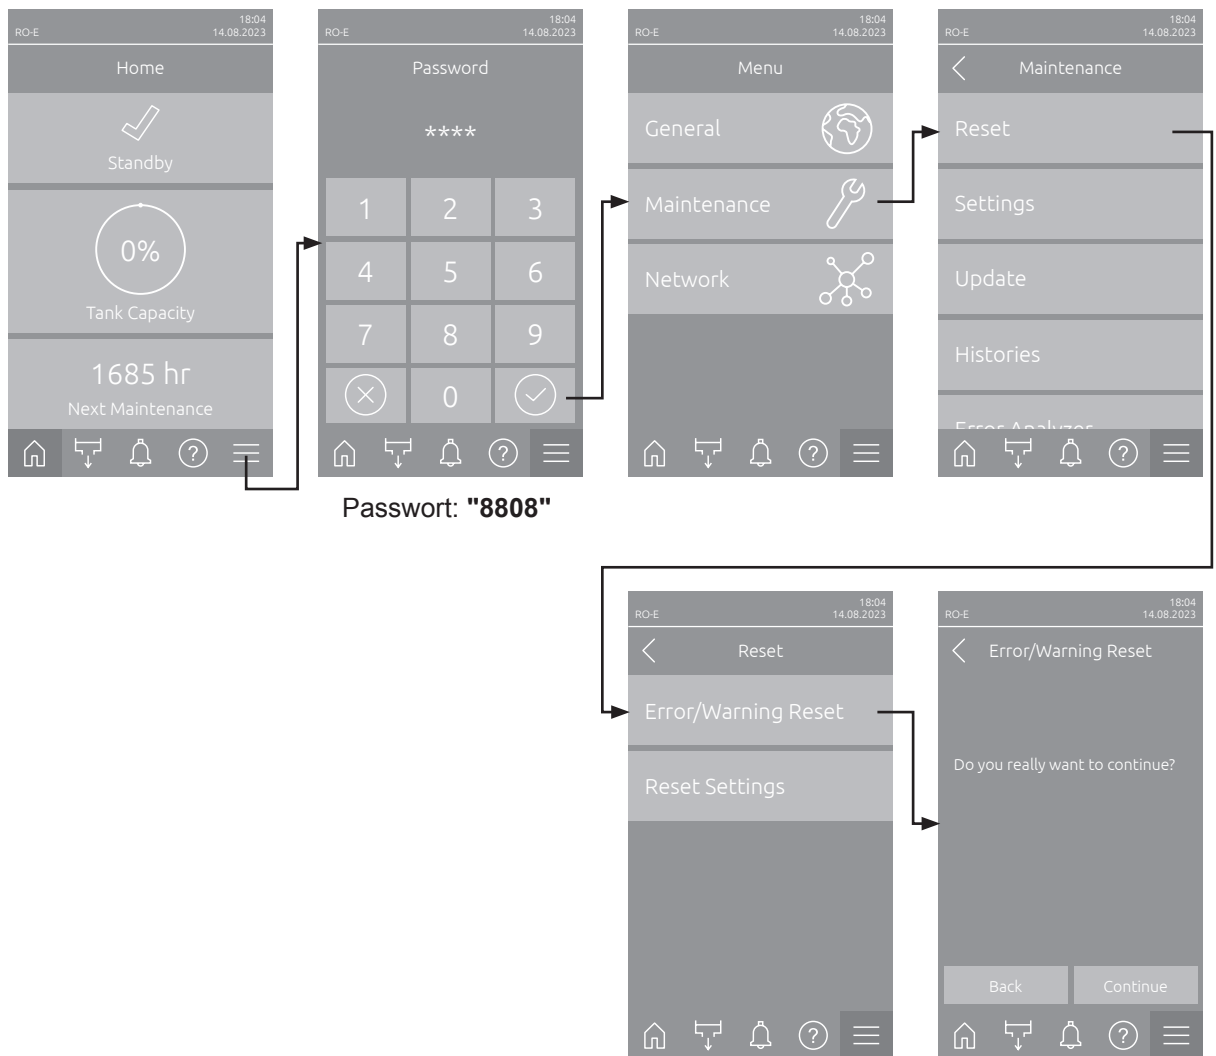 18:04
RO-E 14.08.2023
Home
Standby
0%
Tank Capacity
1685 hr
Next Maintenance
?
18:04
RO-E 14.08.2023
Password
****
1 2 3
4 5 6
7 8 9
0
?
Passwort: "8808"
18:04
RO-E 14.08.2023
Menu
General
Maintenance
Network
?
18:04
RO-E 14.08.2023
Maintenance
Reset
Settings
Update
Histories
Error Analyzer
?
18:04
RO-E 14.08.2023
Reset
Error/Warning Reset
Reset Settings
?
18:04
RO-E 14.08.2023
Error/Warning Reset
Do you really want to continue?
Back Continue
?